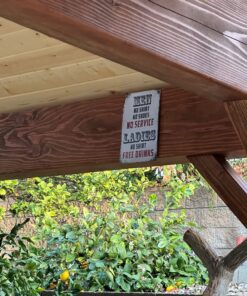 MEN
NO SHIRT
NO SHOES
NO SERVICE
LADIES
NO SHIRT
FREE DRINKS